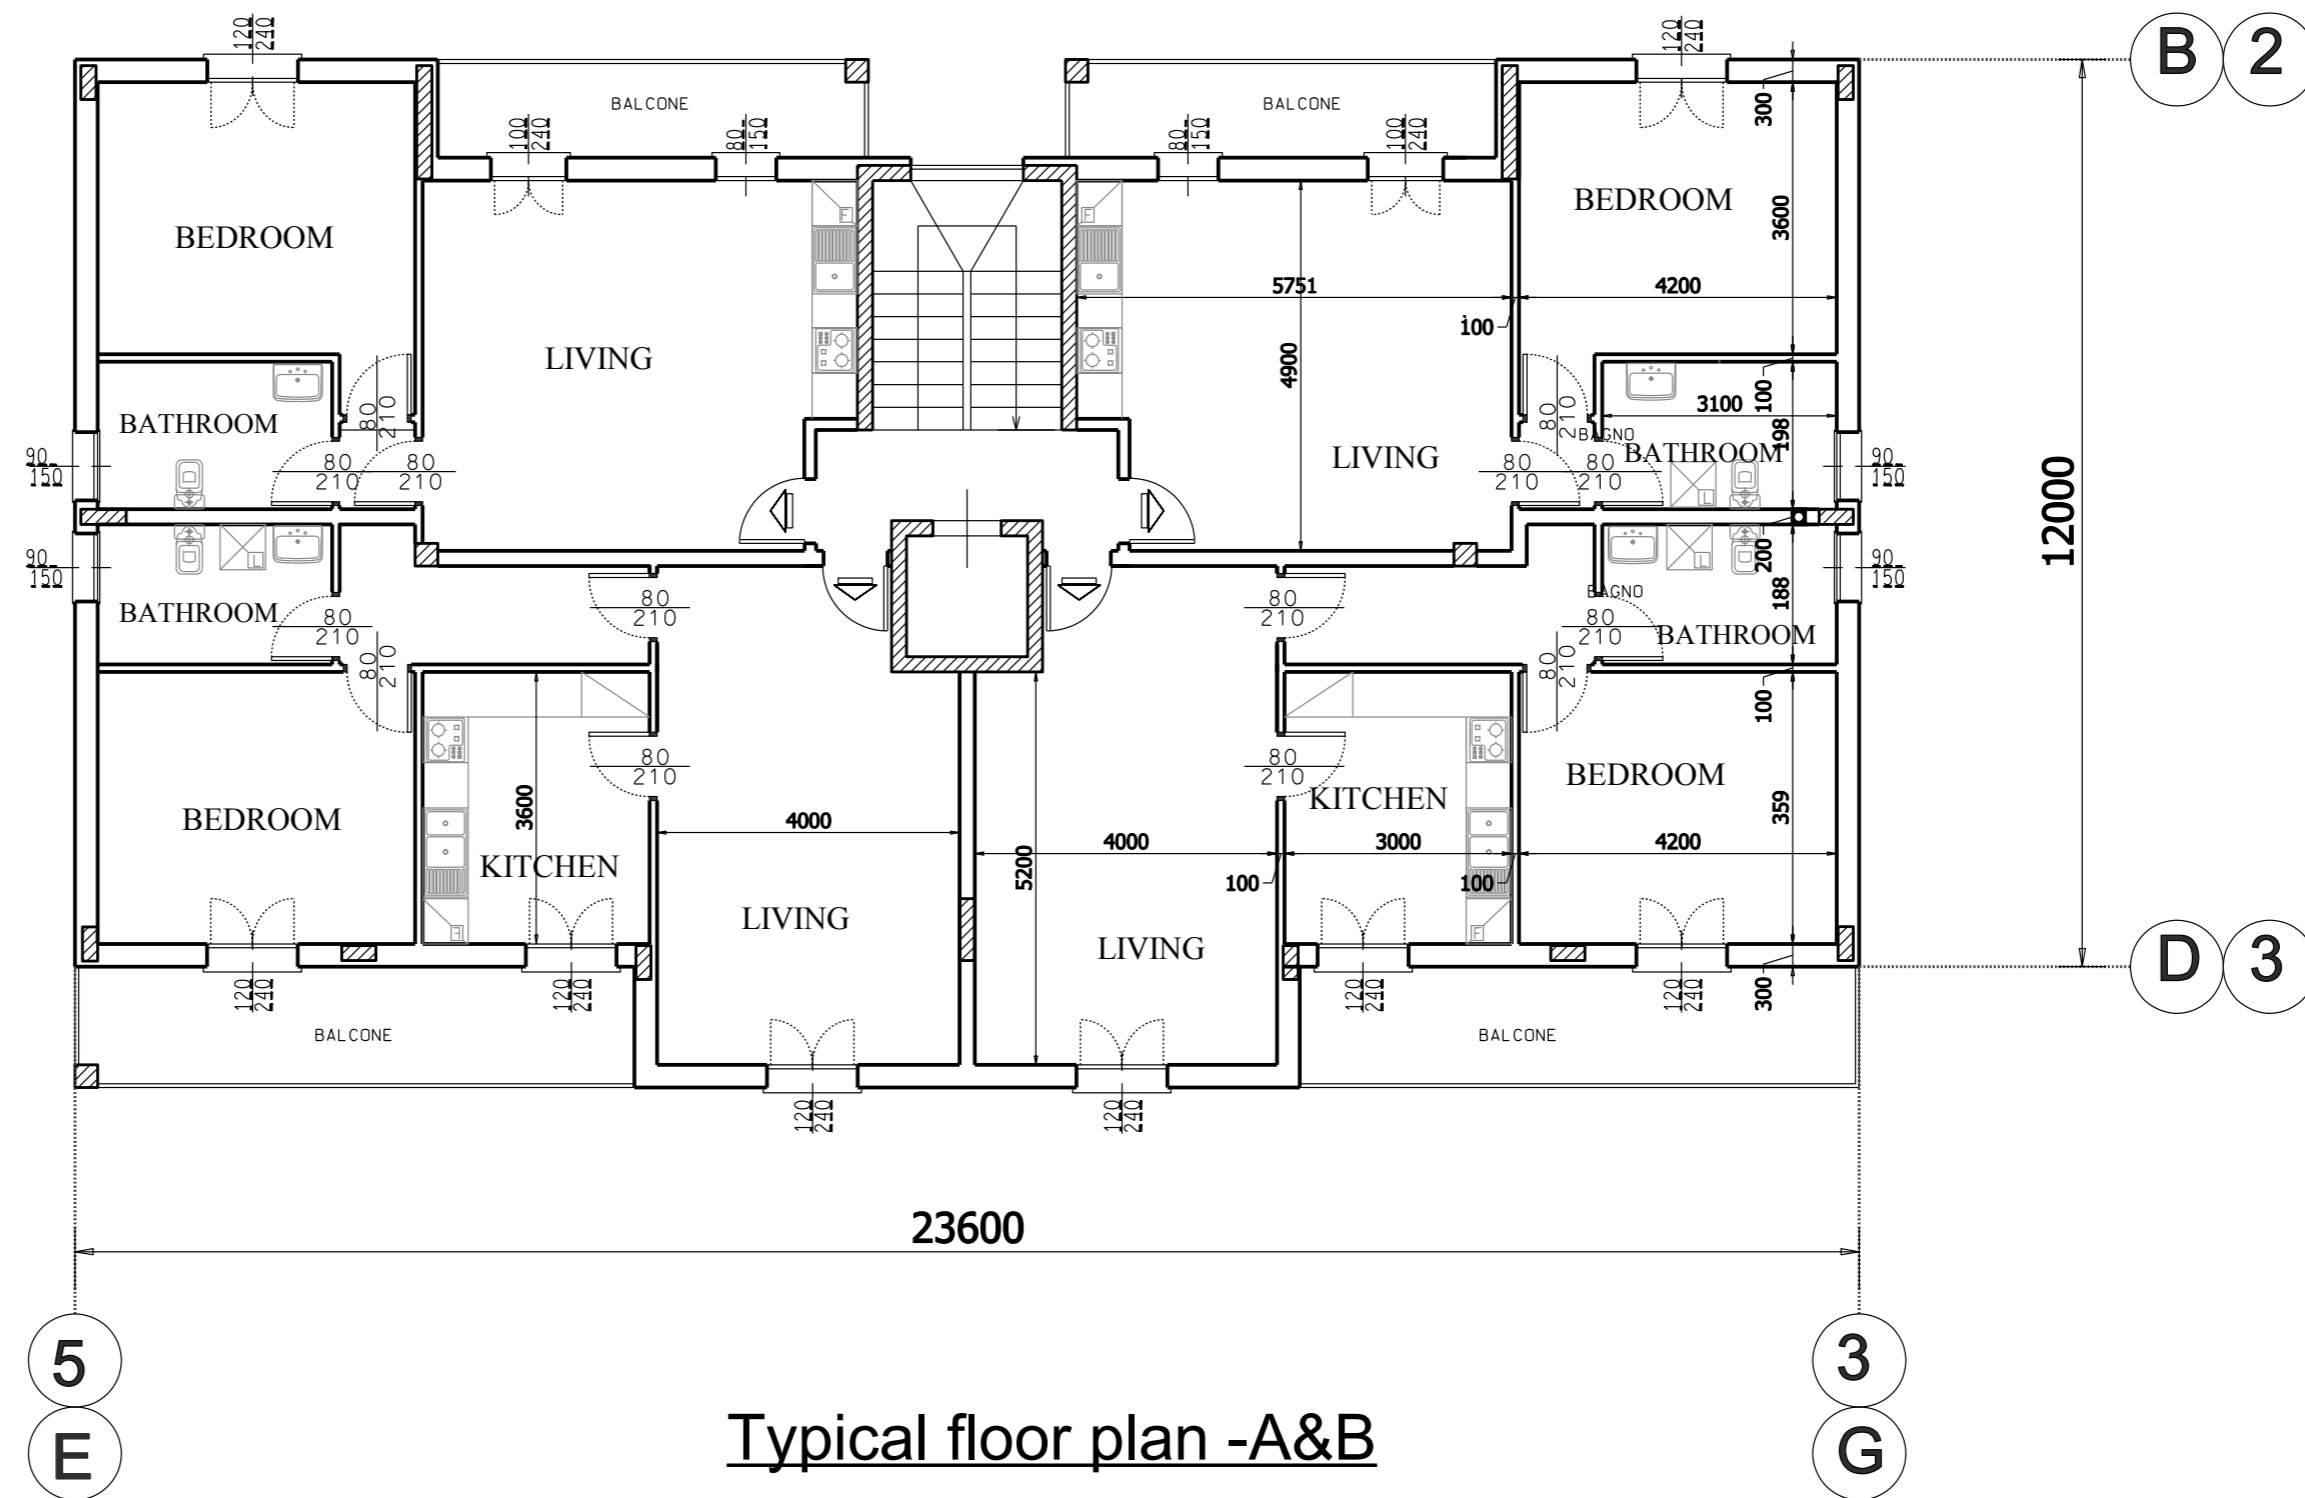 120
240
120
240
B
2
BALCONE
BALCONE
300
100
240
80
150
80
150
100
240
BEDROOM
BEDROOM
3600
F
F
5751
4200
100
LIVING
4900
80
210
80
210
100
3100
BATHROOM
BAGNO
198
LIVING
BATHROOM
90
150
80
210
80
210
80
210
80
210
90
150
L
12000
90
150
L
L
200
90
150
BATHROOM
80
210
80
210
80
210
80
210
BAGNO
188
BATHROOM
80
210
80
210
100
80
210
80
210
BEDROOM
BEDROOM
3600
KITCHEN
359
4000
4000
3000
4200
KITCHEN
5200
100
100
LIVING
LIVING
F
F
D
3
120
240
120
240
120
240
120
240
300
BALCONE
BALCONE
120
240
120
240
23600
5
3
E
G
Typical floor plan -A&B